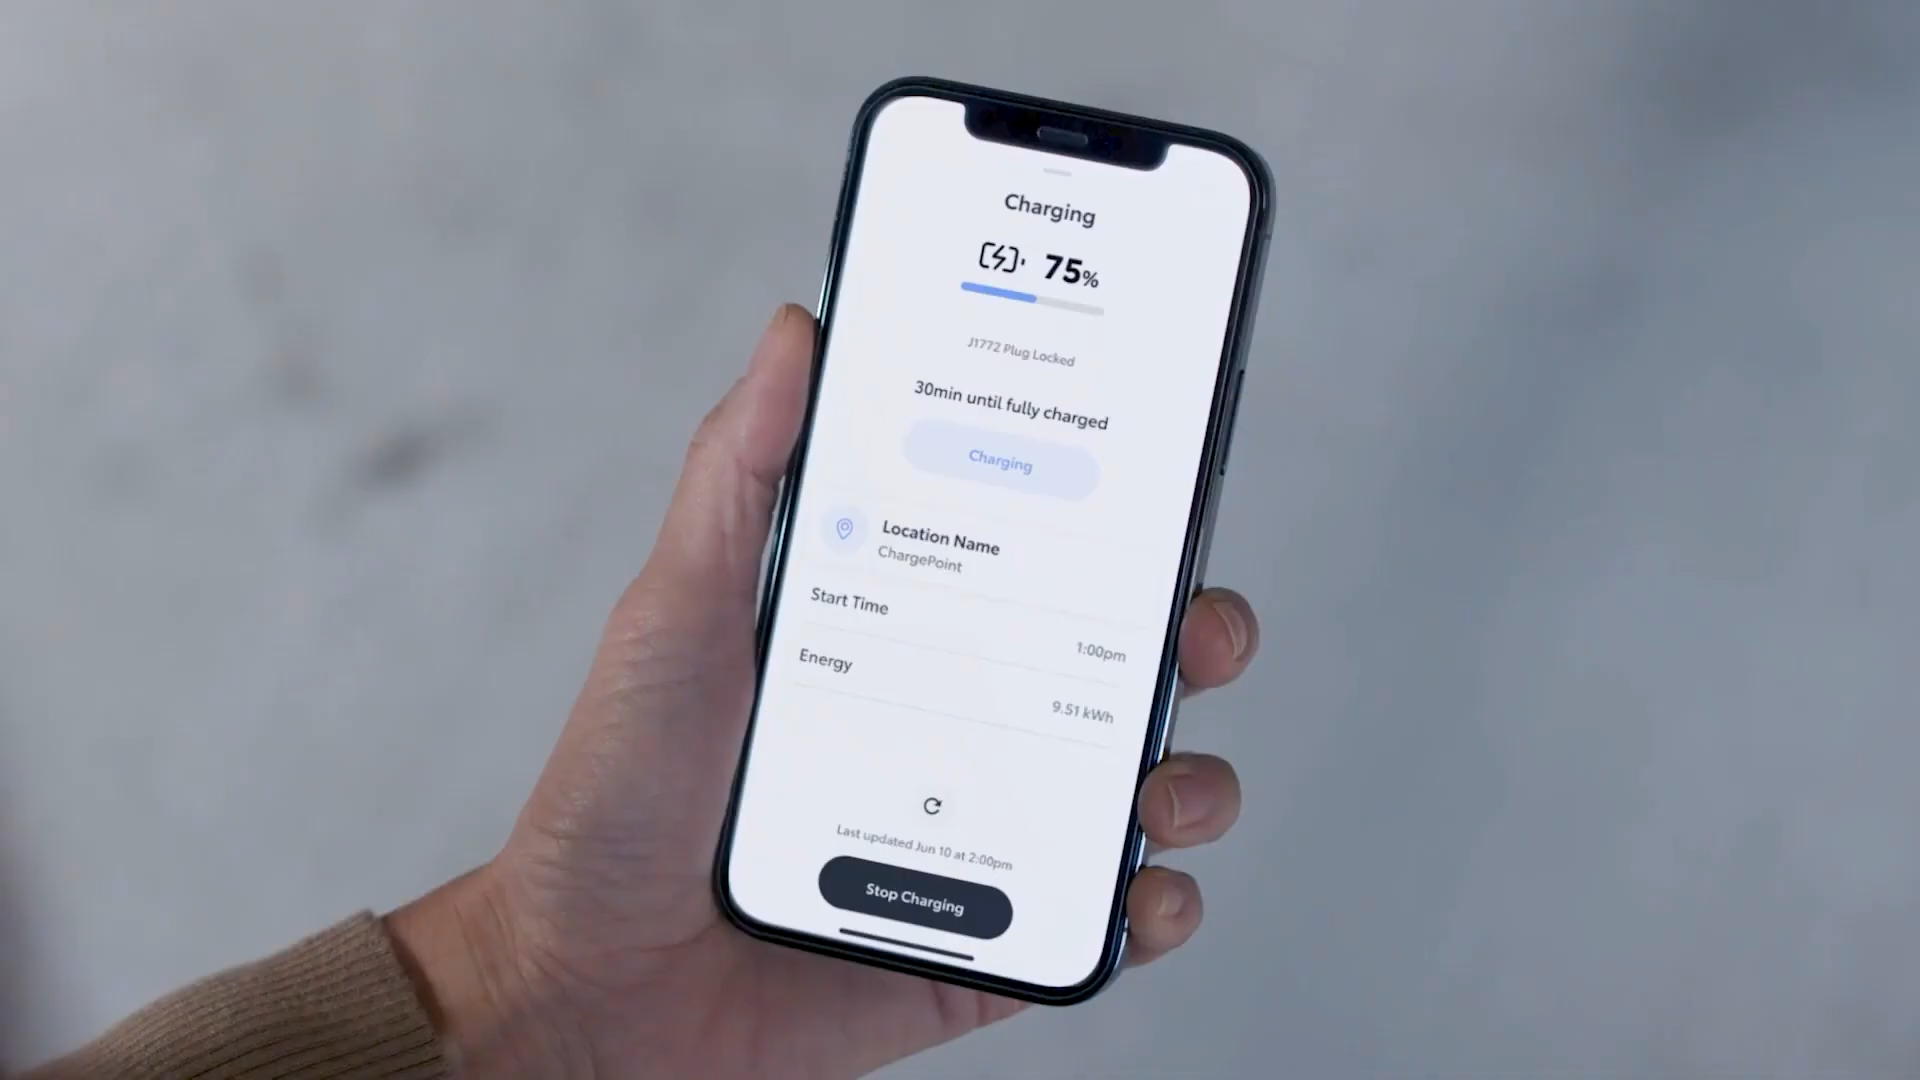 Charging
75%
J1772 Plug Locked
30min until fully charged
Charging
Location Name
ChargePoint
Start Time
1:00pm
Energy
9.51 kWh
Last updated Jun 10 at 2:00pm
Stop Charging